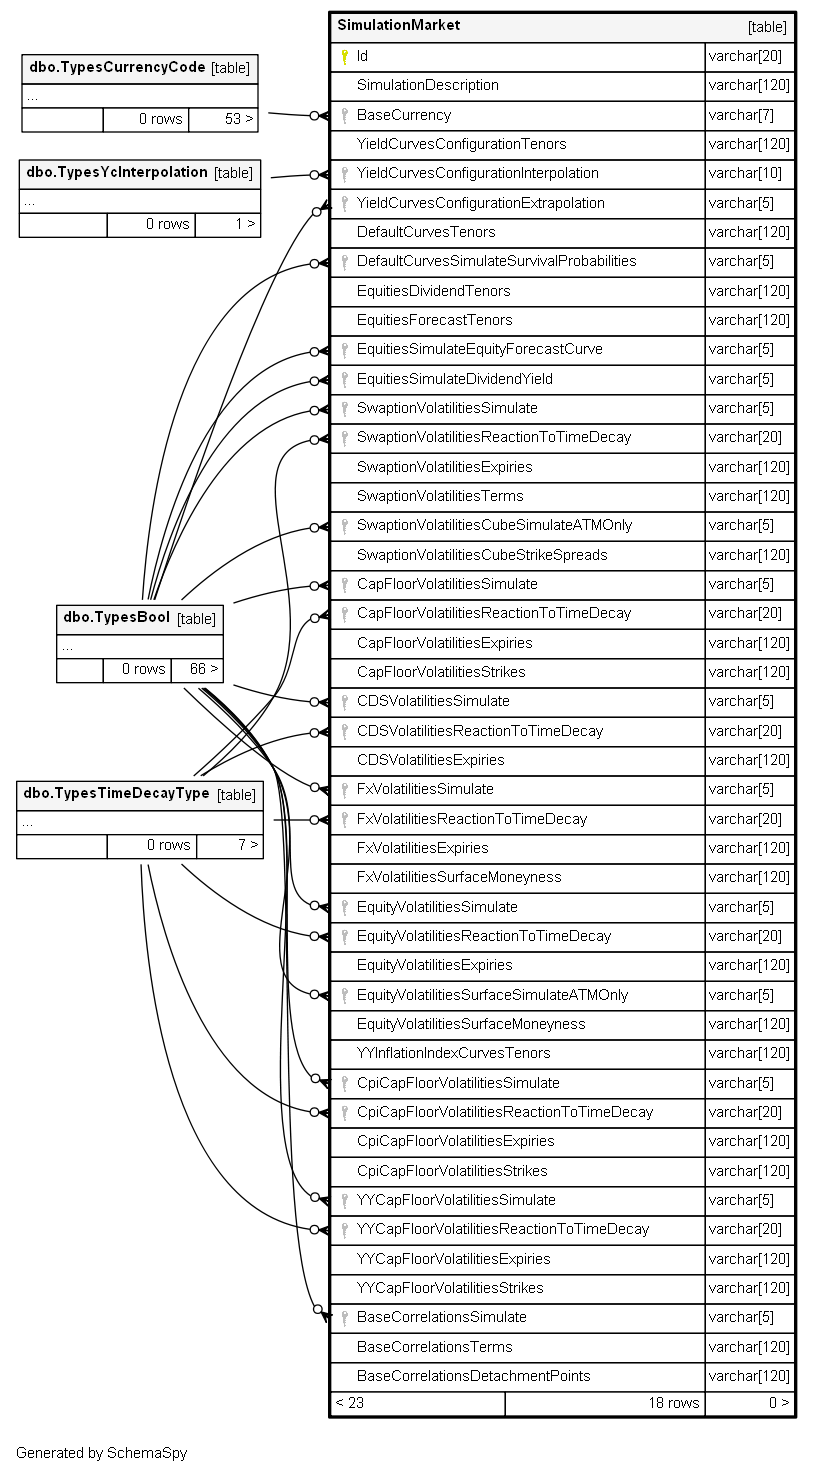 SimulationMarket [table]
Id varchar[20]
SimulationDescription varchar[120]
BaseCurrency varchar[7]
YieldCurvesConfigurationTenors varchar[120]
YieldCurvesConfigurationInterpolation varchar[10]
YieldCurvesConfigurationExtrapolation varchar[5]
DefaultCurvesTenors varchar[120]
DefaultCurvesSimulateSurvivalProbabilities varchar[5]
EquitiesDividendTenors varchar[120]
EquitiesForecastTenors varchar[120]
EquitiesSimulateEquityForecastCurve varchar[5]
EquitiesSimulateDividendYield varchar[5]
SwaptionVolatilitiesSimulate varchar[5]
SwaptionVolatilitiesReactionToTimeDecay varchar[20]
SwaptionVolatilitiesExpiries varchar[120]
SwaptionVolatilitiesTerms varchar[120]
SwaptionVolatilitiesCubeSimulateATMOnly varchar[5]
SwaptionVolatilitiesCubeStrikeSpreads varchar[120]
CapFloorVolatilitiesSimulate varchar[5]
CapFloorVolatilitiesReactionToTimeDecay varchar[20]
CapFloorVolatilitiesExpiries varchar[120]
CapFloorVolatilitiesStrikes varchar[120]
CDSVolatilitiesSimulate varchar[5]
CDSVolatilitiesReactionToTimeDecay varchar[20]
CDSVolatilitiesExpiries varchar[120]
FxVolatilitiesSimulate varchar[5]
FxVolatilitiesReactionToTimeDecay varchar[20]
FxVolatilitiesExpiries varchar[120]
FxVolatilitiesSurfaceMoneyness varchar[120]
EquityVolatilitiesSimulate varchar[5]
EquityVolatilitiesReactionToTimeDecay varchar[20]
EquityVolatilitiesExpiries varchar[120]
EquityVolatilitiesSurfaceSimulateATMOnly varchar[5]
EquityVolatilitiesSurfaceMoneyness varchar[120]
YYInflationIndexCurvesTenors varchar[120]
CpiCapFloorVolatilitiesSimulate varchar[5]
CpiCapFloorVolatilitiesReactionToTimeDecay varchar[20]
CpiCapFloorVolatilitiesExpiries varchar[120]
CpiCapFloorVolatilitiesStrikes varchar[120]
YYCapFloorVolatilitiesSimulate varchar[5]
YYCapFloorVolatilitiesReactionToTimeDecay varchar[20]
YYCapFloorVolatilitiesExpiries varchar[120]
YYCapFloorVolatilitiesStrikes varchar[120]
BaseCorrelationsSimulate varchar[5]
BaseCorrelationsTerms varchar[120]
BaseCorrelationsDetachmentPoints varchar[120]
< 23 18 rows 0 >
dbo.TypesCurrencyCode [table]
...
0 rows 53 >
dbo.TypesYcInterpolation [table]
...
0 rows 1 >
dbo.TypesBool [table]
...
0 rows 66 >
dbo.TypesTimeDecayType [table]
...
0 rows 7 >
Generated by SchemaSpy